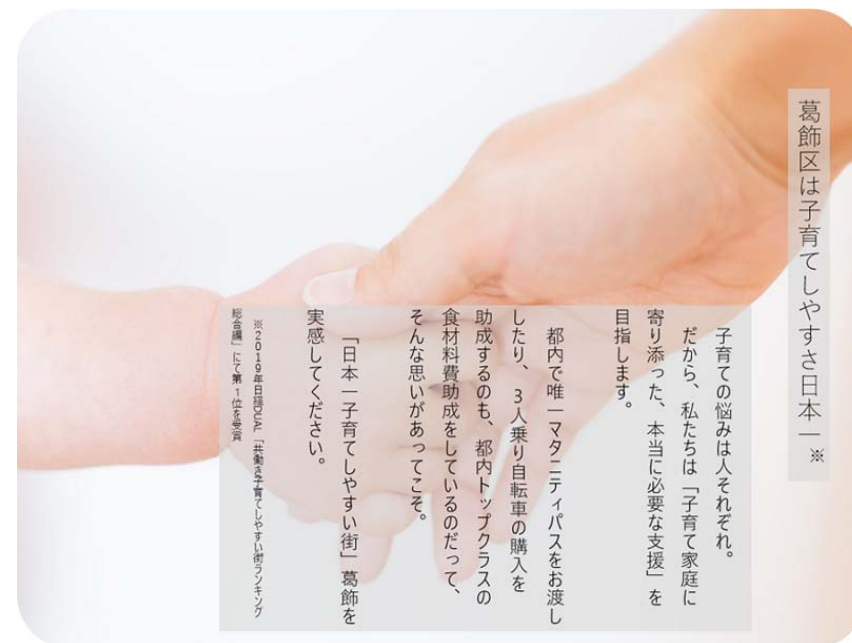 葛飾区は子育てしやすさ日本一※
子育ての悩みは人それぞれ。
だから、私たちは「子育て家庭に
寄り添った、本当に必要な支援」を
目指します。
都内で唯一マタニティパスをお渡し
したり、3人乗り自転車の購入を
助成するのも、都内トップクラスの
食材料費助成をしているのだって、
そんな思いがあってこそ。
「日本一子育てしやすい街」葛飾を
実感してください。
※2019年日経DUAL「共働き子育てしやすい街ランキング
総合編」にて第1位を受賞